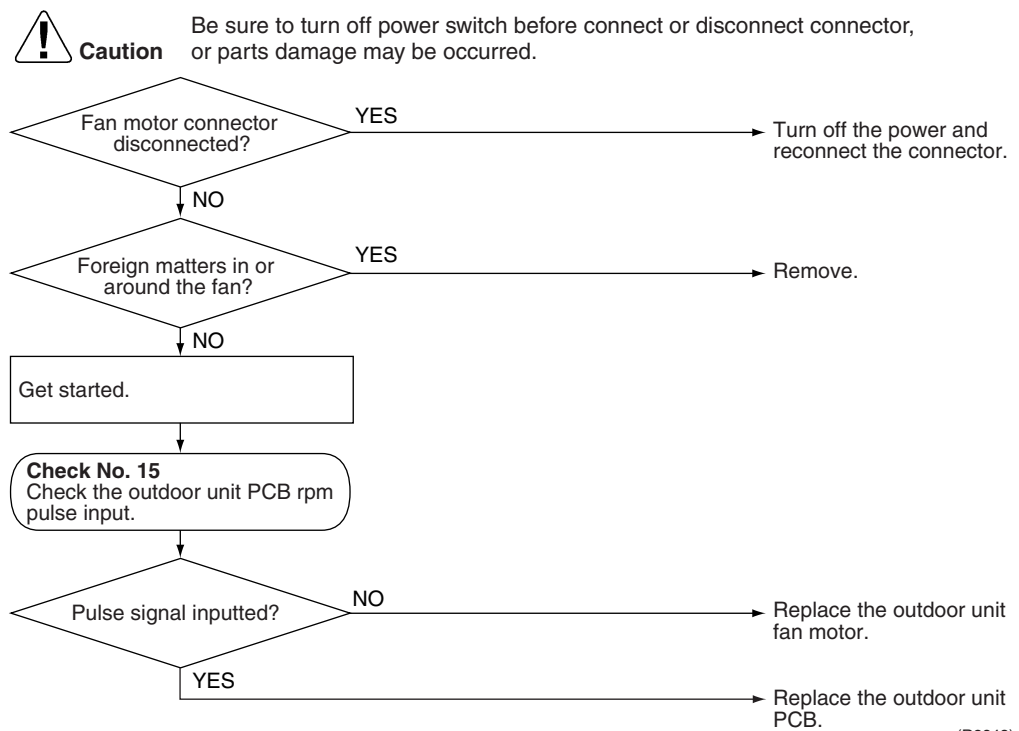 Be sure to turn off power switch before connect or disconnect connector,
Caution or parts damage may be occurred.
Fan motor connector
disconnected?
YES
Turn off the power and
reconnect the connector.
NO
Foreign matters in or
around the fan?
YES
Remove.
NO
Get started.
Check No. 15
Check the outdoor unit PCB rpm
pulse input.
Pulse signal inputted?
NO
Replace the outdoor unit
fan motor.
YES
Replace the outdoor unit
PCB.